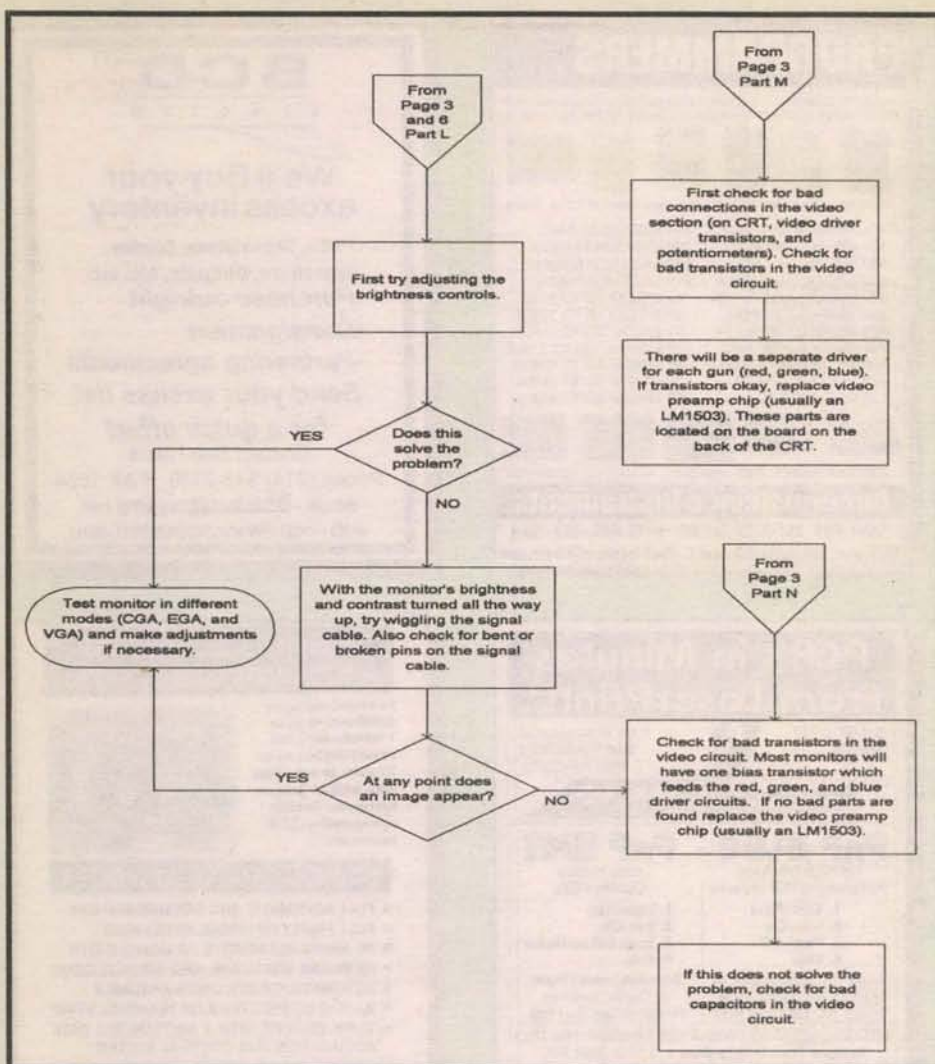 From
Page 3
and 6
Part L
First try adjusting the
brightness controls.
Does this
solve the
problem?
YES
NO
With the monitor's brightness
and contrast turned all the way
up, try wiggling the signal
cable. Also check for bent or
broken pins on the signal
cable.
Test monitor in different
modes (CGA, EGA, and
VGA) and make adjustments
if necessary.
At any point does
an image appear?
YES
NO
From
Page 3
Part M
First check for bad
connections in the video
section (on CRT, video driver
transistors, and
potentiometers). Check for
bad transistors in the video
circuit.
There will be a seperate driver
for each gun (red, green, blue).
If transistors okay, replace video
preamp chip (usually an
LM1503). These parts are
located on the board on the
back of the CRT.
From
Page 3
Part N
Check for bad transistors in the
video circuit. Most monitors will
have one bias transistor which
feeds the red, green, and blue
driver circuits. If no bad parts are
found replace the video preamp
chip (usually an LM1503).
If this does not solve the
problem, check for bad
capacitors in the video
circuit.